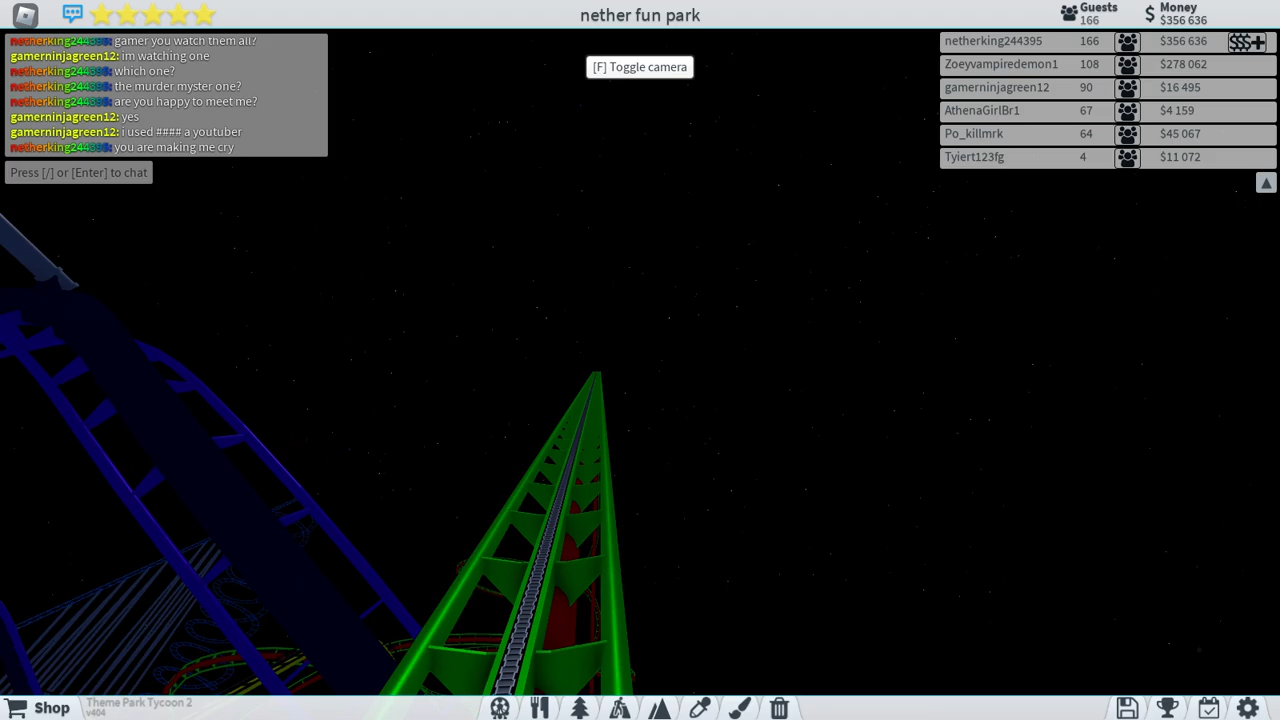 nether fun park
Guests
166
Money
$356 636
netherking244395: gamer you watch them all?
gamerninjagreen12: im watching one
netherking244395: which one?
netherking244395: the murder myster one?
netherking244395: are you happy to meet me?
gamerninjagreen12: yes
gamerninjagreen12: i used #### a youtuber
netherking244395: you are making me cry
Press [/] or [Enter] to chat
[F] Toggle camera
netherking244395 166 $356 636 $$$+
Zoeyvampiredemon1 108 $278 062
gamerninjagreen12 90 $16 495
AthenaGirlBr1 67 $4 159
Po_killmrk 64 $45 067
Tyiert123fg 4 $11 072
Shop
Theme Park Tycoon 2
v404